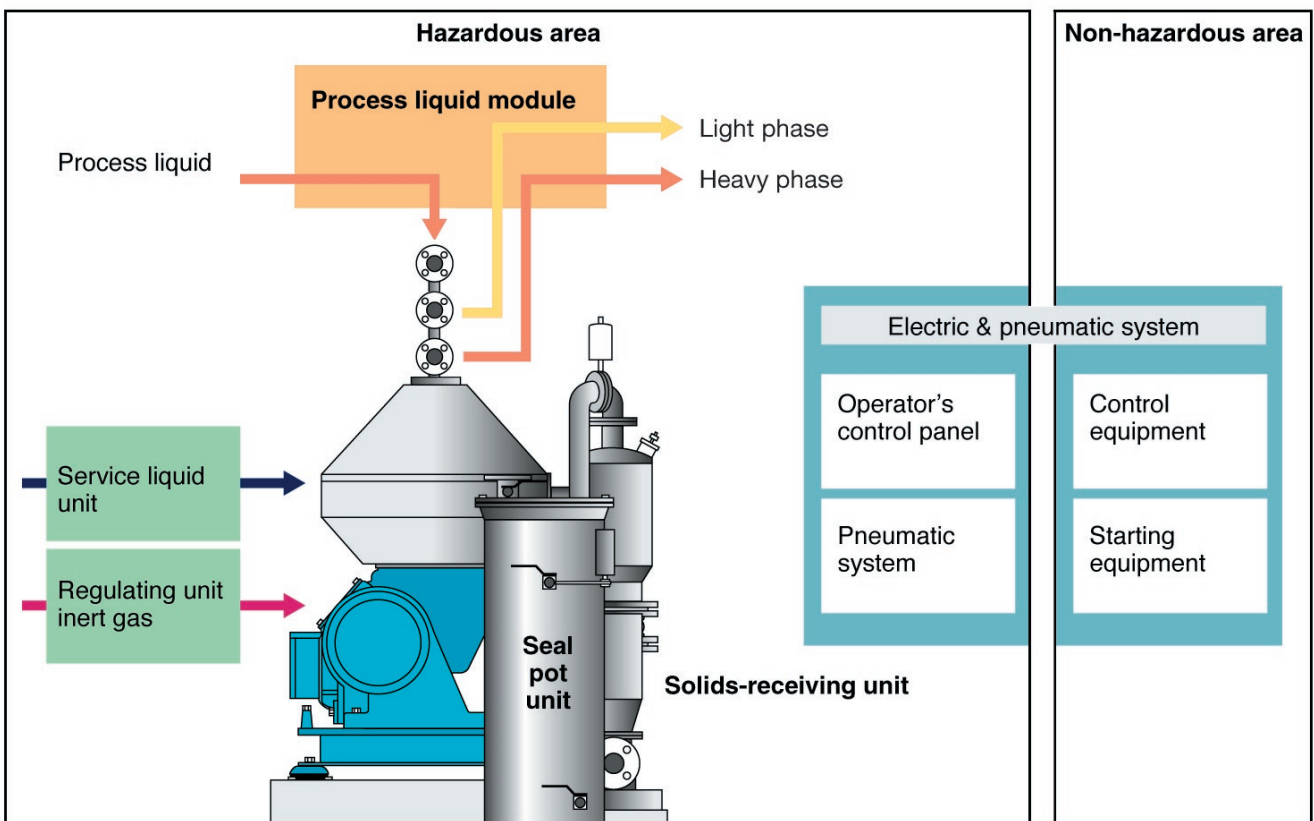 Hazardous area
Non-hazardous area
Process liquid module
Light phase
Process liquid
Heavy phase
Electric & pneumatic system
Operator's
control panel
Control
equipment
Service liquid
unit
Pneumatic
system
Starting
equipment
Regulating unit
inert gas
Seal
pot
unit
Solids-receiving unit